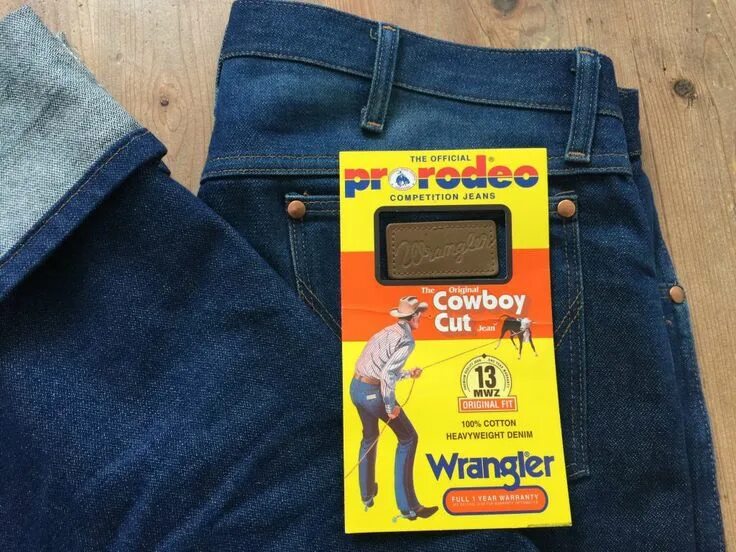 THE OFFICIAL
prorodeo®
COMPETITION JEANS
Wrangler
The Original
Cowboy
Cut Jean™
13
MWZ
ORIGINAL FIT
100% COTTON
HEAVYWEIGHT DENIM
Wrangler
FULL 1 YEAR WARRANTY